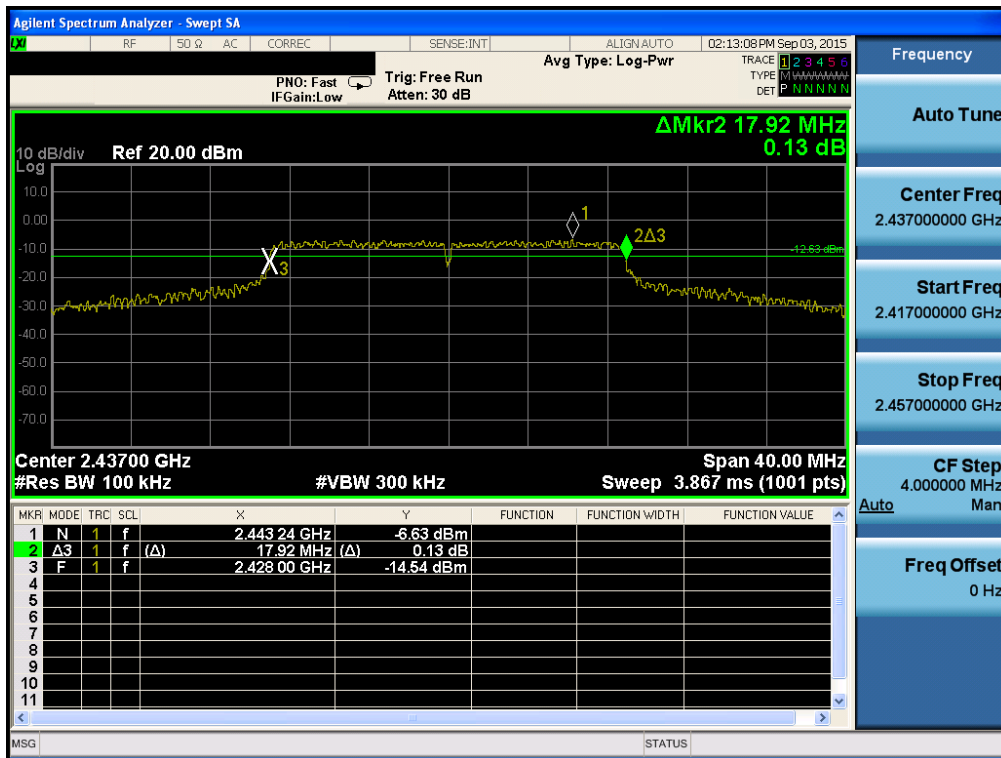 Agilent Spectrum Analyzer - Swept SA
LXI RF 50 Ω AC CORREC SENSE:INT ALIGN AUTO 02:13:08 PM Sep 03, 2015
Avg Type: Log-Pwr TRACE 1 2 3 4 5 6
PNO: Fast Trig: Free Run TYPE M
IFGain:Low Atten: 30 dB DET P N N N N N
ΔMkr2 17.92 MHz
10 dB/div Ref 20.00 dBm 0.13 dB
Log
10.0
0.00
-10.0
-20.0
-30.0
-40.0
-50.0
-60.0
-70.0
1
2Δ3
-12.63 dBm
3
Center 2.43700 GHz Span 40.00 MHz
#Res BW 100 kHz #VBW 300 kHz Sweep 3.867 ms (1001 pts)
MKR MODE TRC SCL X Y FUNCTION FUNCTION WIDTH FUNCTION VALUE
1 N 1 f 2.443 24 GHz -6.63 dBm
2 Δ3 1 f (Δ) 17.92 MHz (Δ) 0.13 dB
3 F 1 f 2.428 00 GHz -14.54 dBm
4
5
6
7
8
9
10
11
MSG STATUS
Frequency
Auto Tune
Center Freq
2.437000000 GHz
Start Freq
2.417000000 GHz
Stop Freq
2.457000000 GHz
CF Step
4.000000 MHz
Auto Man
Freq Offset
0 Hz